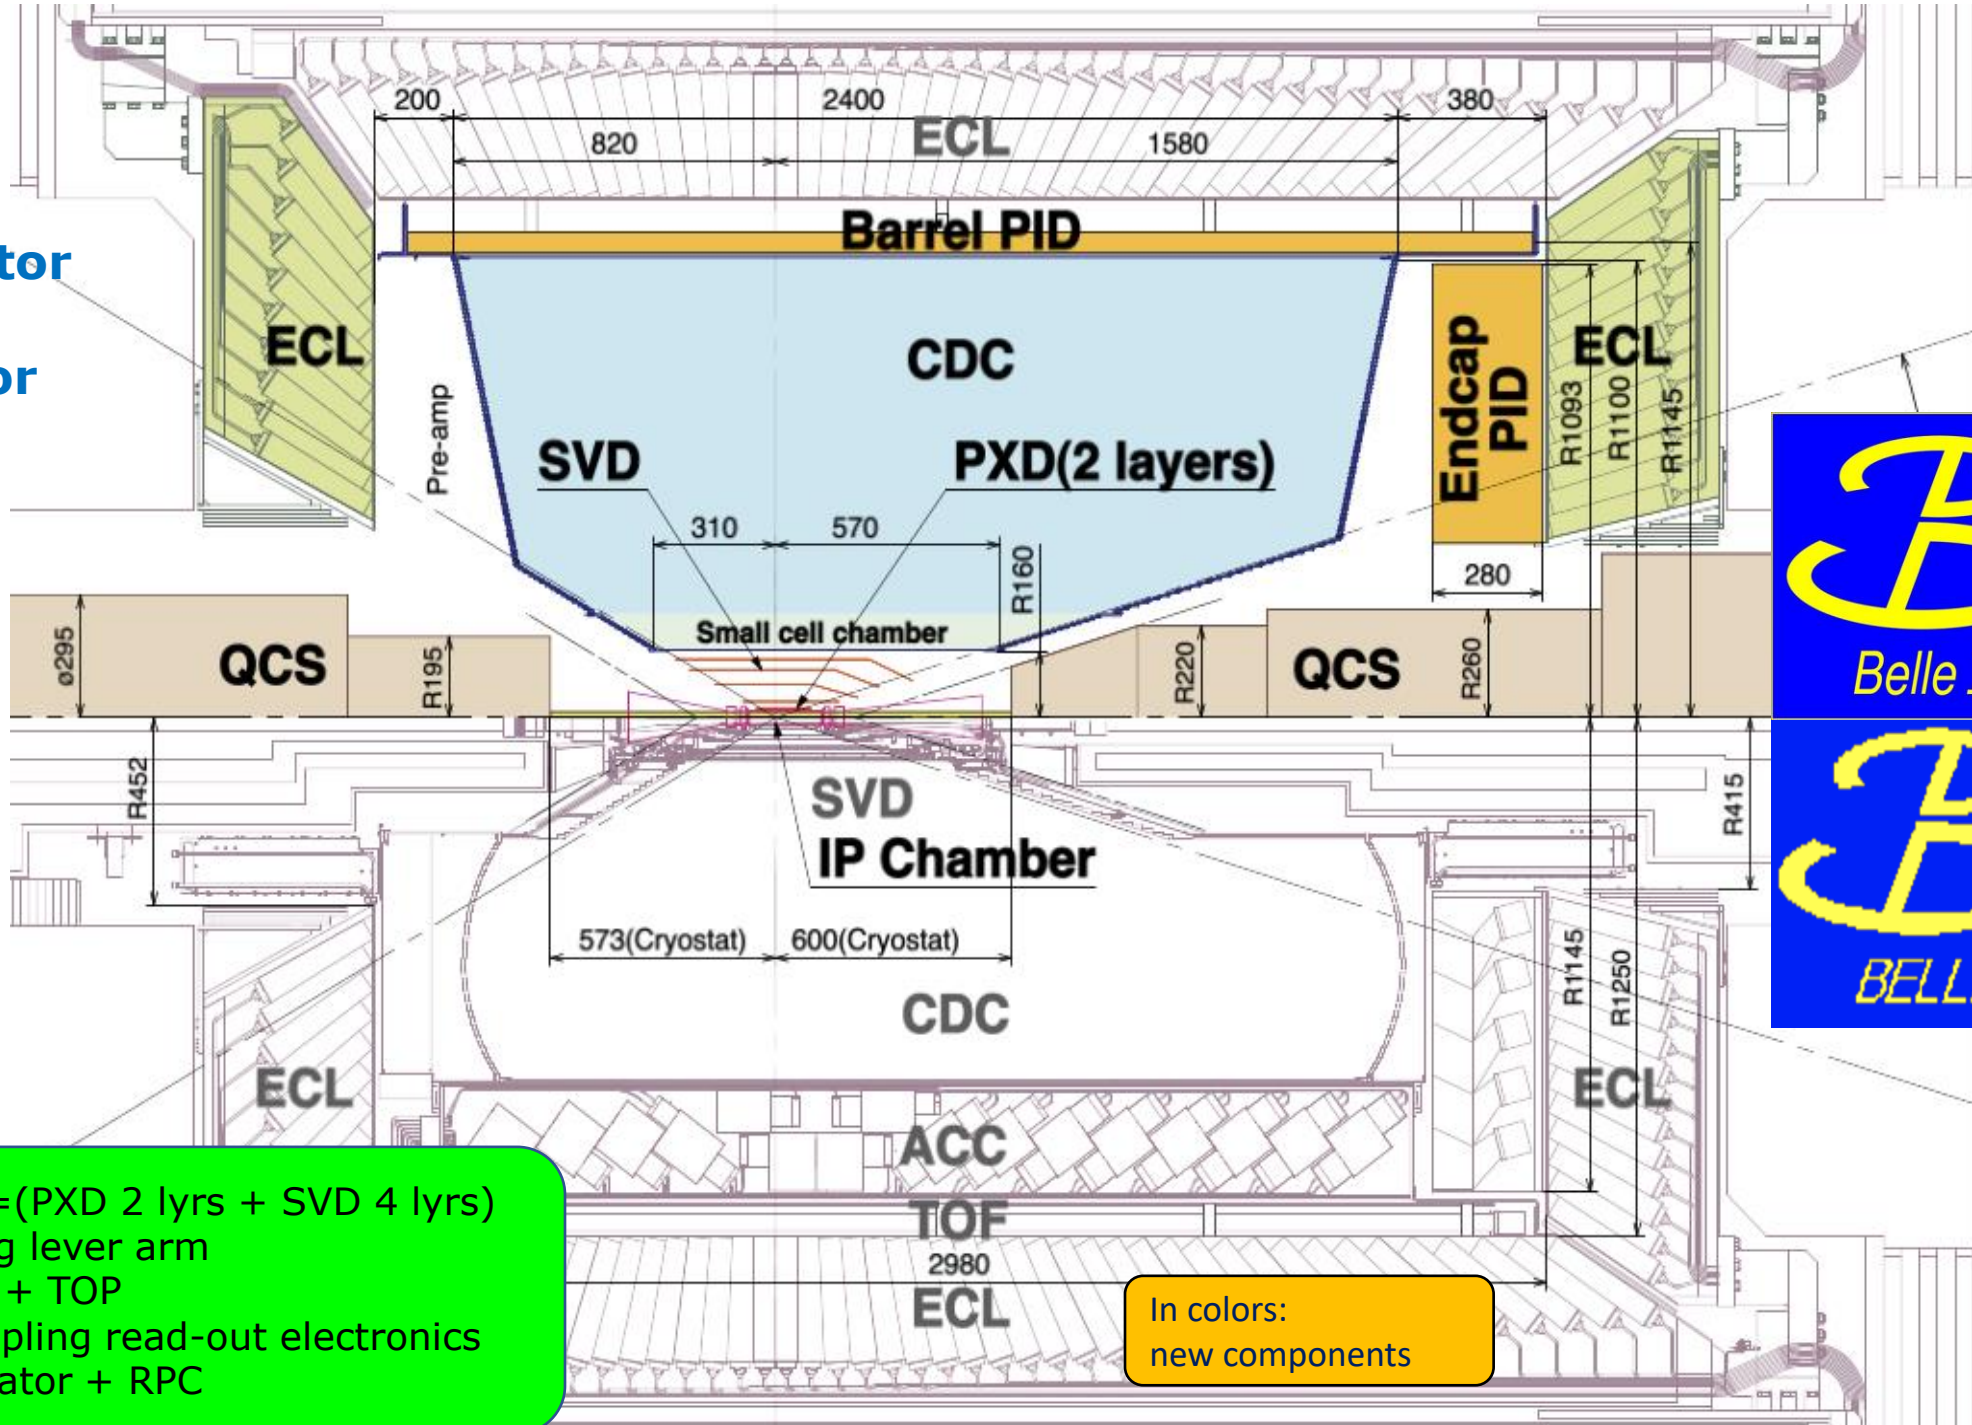 200
2400
380
820
ECL
1580
Barrel PID
tor
or
ECL
CDC
Endcap
PID
ECL
R1093
R1100
R1145
Pre-amp
SVD
PXD(2 layers)
310
570
R160
280
Small cell chamber
ø295
QCS
R195
R220
QCS
R260
Belle
R452
SVD
IP Chamber
R415
573(Cryostat)
600(Cryostat)
CDC
R1145
R1250
BELL
ECL
ECL
ACC
TOF
2980
ECL
=(PXD 2 lyrs + SVD 4 lyrs)
g lever arm
+ TOP
pling read-out electronics
ator + RPC
In colors:
new components